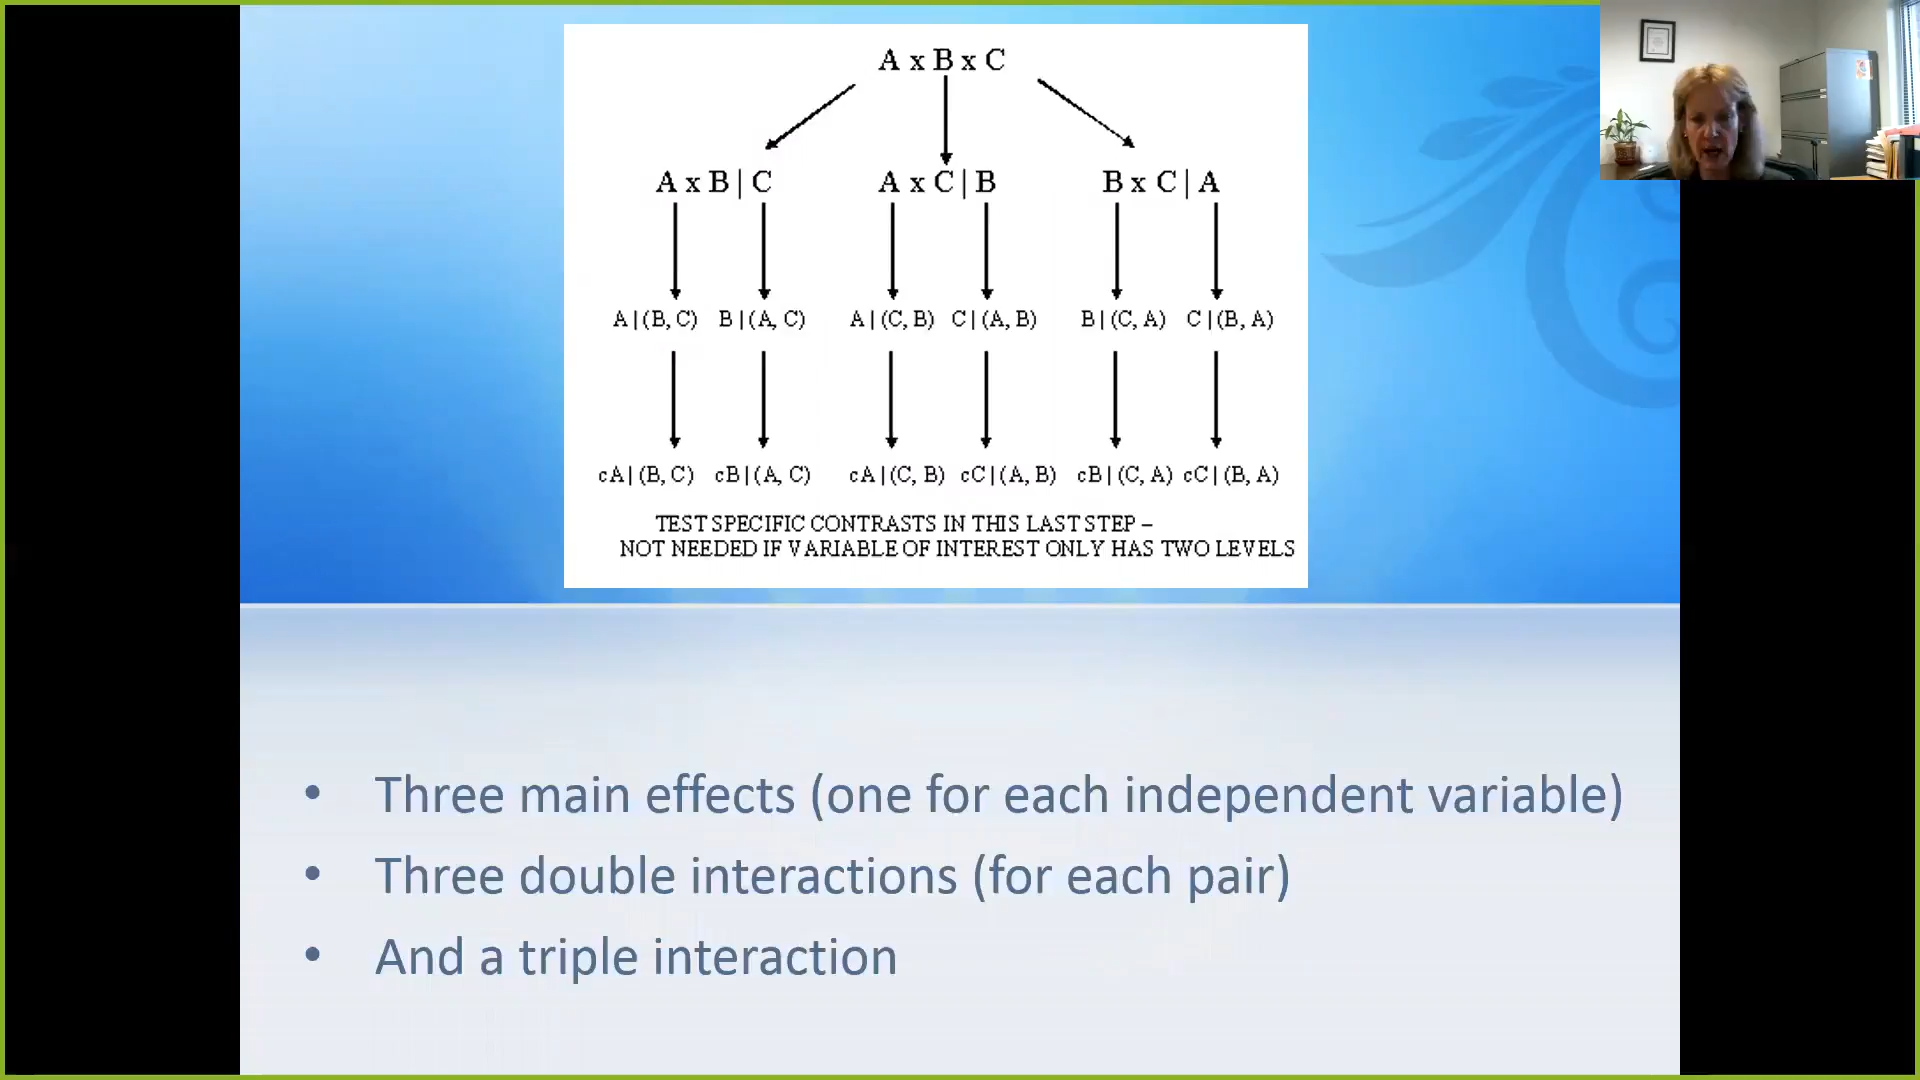 A x B x C
A x B | C
A x C | B
B x C | A
A | (B, C)
B | (A, C)
A | (C, B)
C | (A, B)
B | (C, A)
C | (B, A)
cA | (B, C)
cB | (A, C)
cA | (C, B)
cC | (A, B)
cB | (C, A)
cC | (B, A)
TEST SPECIFIC CONTRASTS IN THIS LAST STEP –
NOT NEEDED IF VARIABLE OF INTEREST ONLY HAS TWO LEVELS
• Three main effects (one for each independent variable)
• Three double interactions (for each pair)
• And a triple interaction